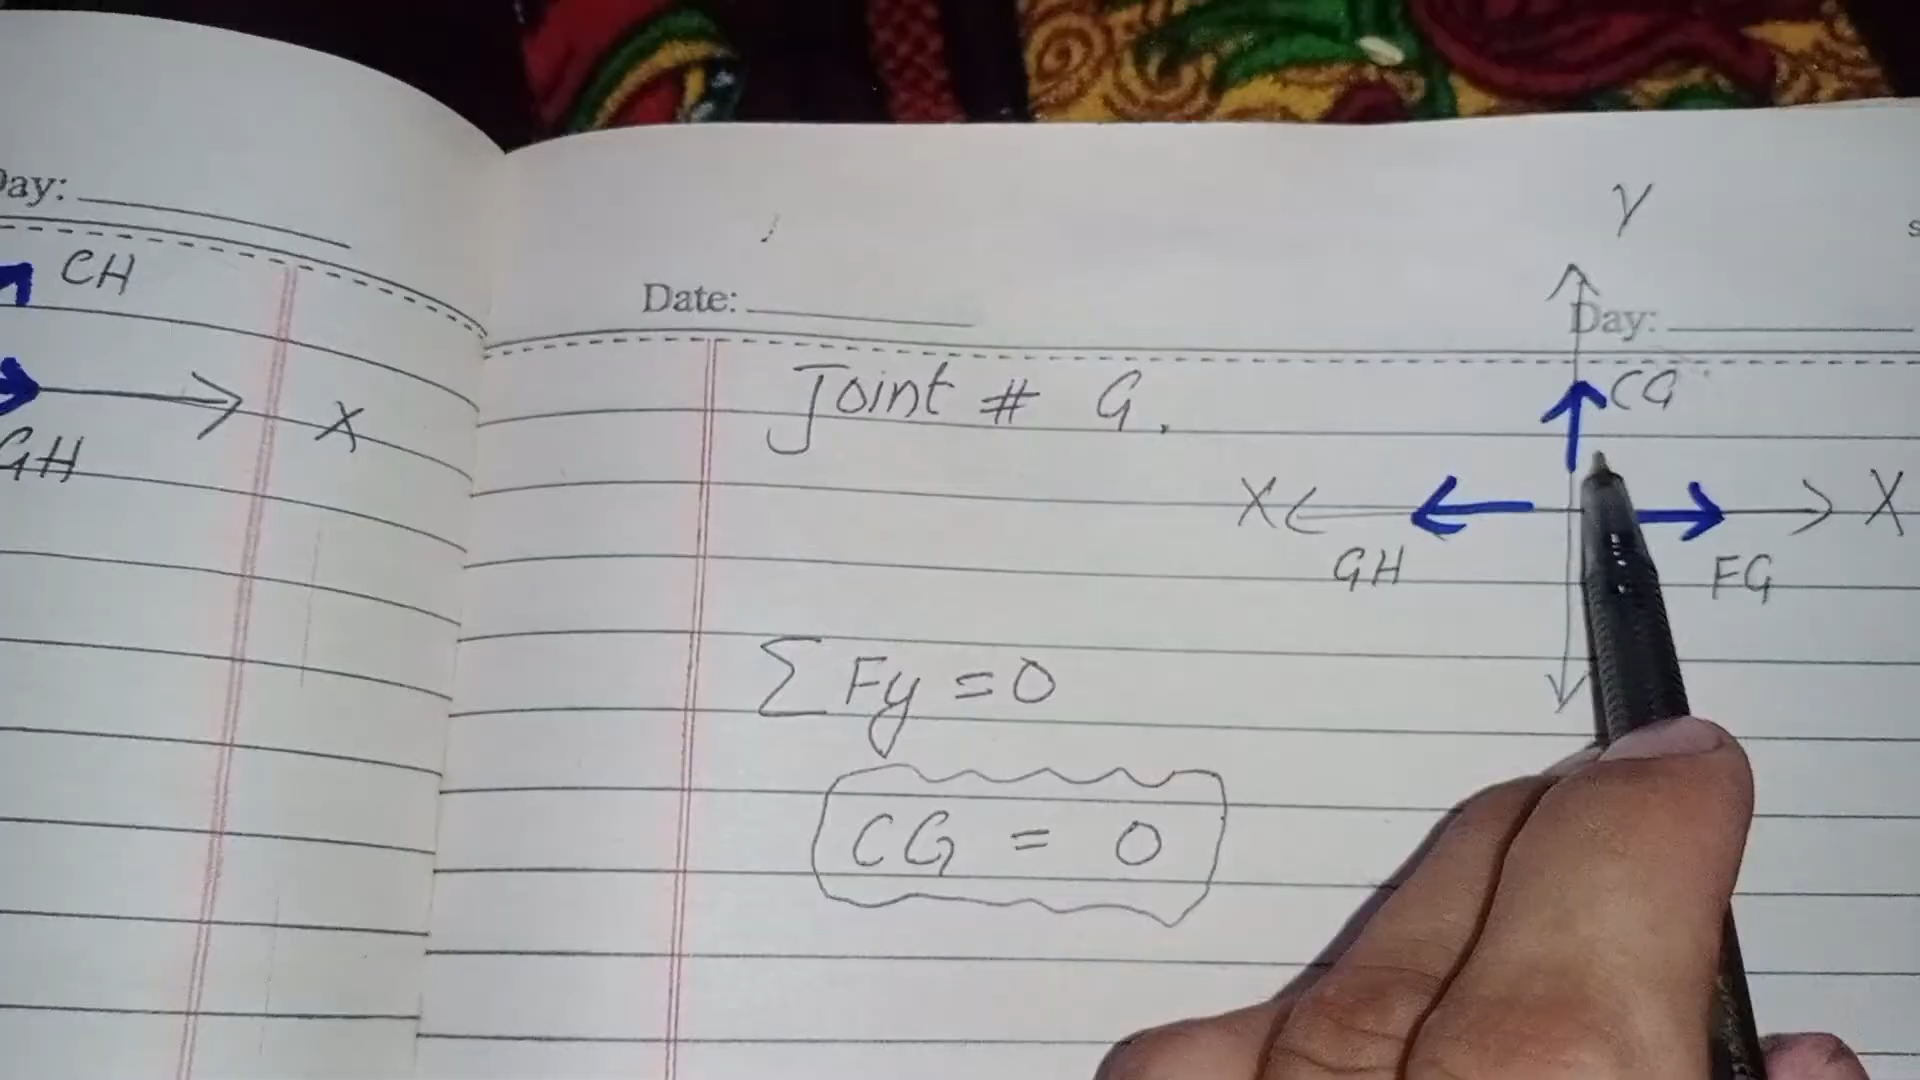 Day:
CH
X
GH
Date:
Y
Day:
Joint # G.
CG
X
X
GH
FG
ΣFy = 0
CG = 0